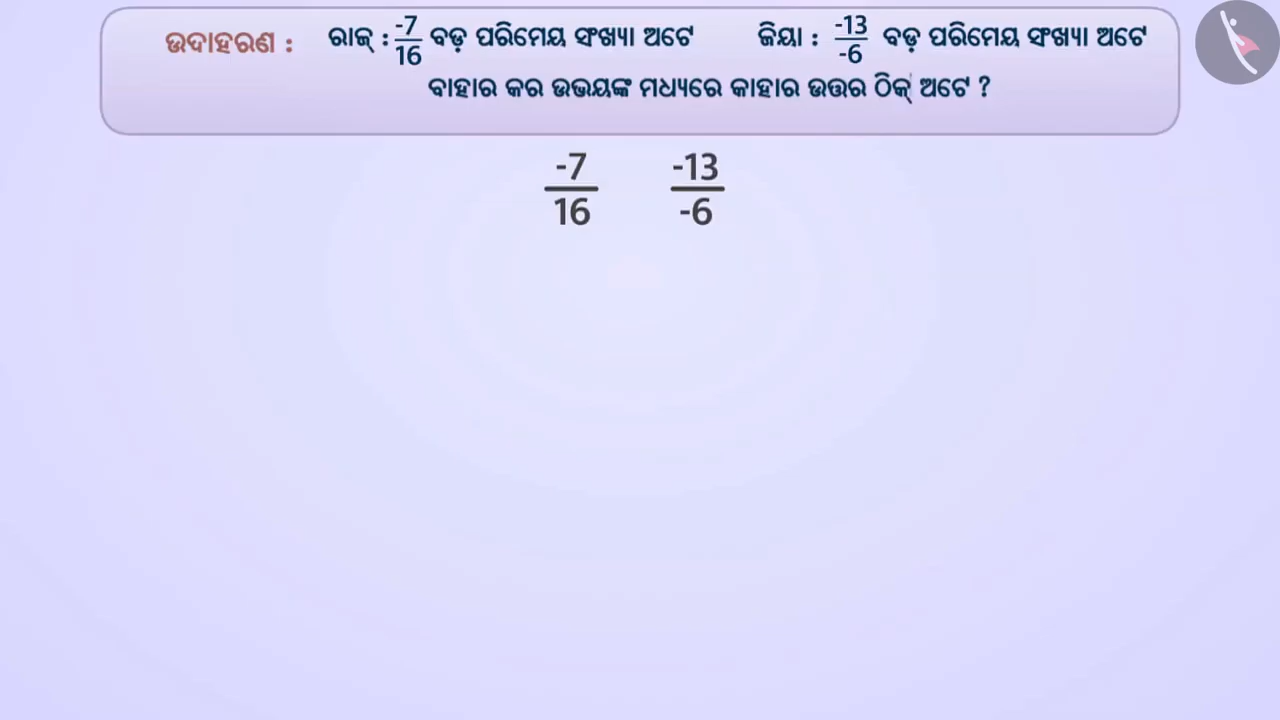 ଉଦାହରଣ : ରାଜ୍ : -7/16 ବଡ଼ ପରିମେୟ ସଂଖ୍ୟା ଅଟେ ଜିୟା : -13/-6 ବଡ଼ ପରିମେୟ ସଂଖ୍ୟା ଅଟେ
ବାହାର କର ଉଭୟଙ୍କ ମଧ୍ୟରେ କାହାର ଉତ୍ତର ଠିକ୍ ଅଟେ ?
-7/16 -13/-6